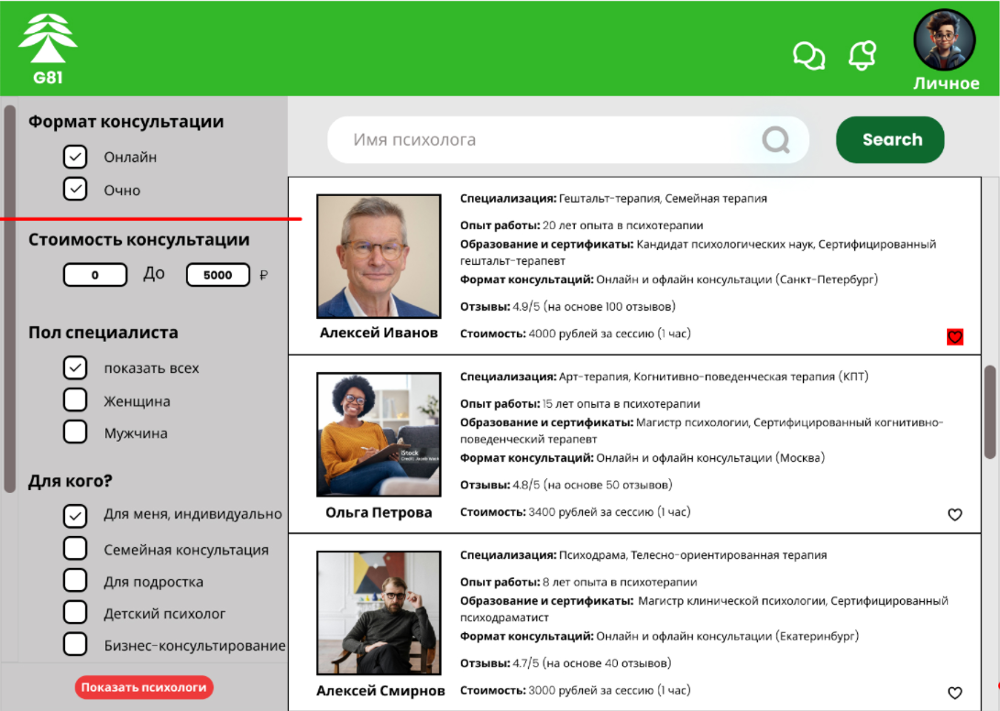 G81
Личное
Формат консультации
Онлайн
Очно
Стоимость консультации
0 До 5000 ₽
Пол специалиста
показать всех
Женщина
Мужчина
Для кого?
Для меня, индивидуально
Семейная консультация
Для подростка
Детский психолог
Бизнес-консультирование
Показать психологи
Имя психолога
Search
Алексей Иванов
Специализация: Гештальт-терапия, Семейная терапия
Опыт работы: 20 лет опыта в психотерапии
Образование и сертификаты: Кандидат психологических наук, Сертифицированный
гештальт-терапевт
Формат консультаций: Онлайн и офлайн консультации (Санкт-Петербург)
Отзывы: 4.9/5 (на основе 100 отзывов)
Стоимость: 4000 рублей за сессию (1 час)
iStock
Ольга Петрова
Специализация: Арт-терапия, Когнитивно-поведенческая терапия (КПТ)
Опыт работы: 15 лет опыта в психотерапии
Образование и сертификаты: Магистр психологии, Сертифицированный когнитивно-
поведенческий терапевт
Формат консультаций: Онлайн и офлайн консультации (Москва)
Отзывы: 4.8/5 (на основе 50 отзывов)
Стоимость: 3400 рублей за сессию (1 час)
Алексей Смирнов
Специализация: Психодрама, Телесно-ориентированная терапия
Опыт работы: 8 лет опыта в психотерапии
Образование и сертификаты: Магистр клинической психологии, Сертифицированный
психодраматист
Формат консультаций: Онлайн и офлайн консультации (Екатеринбург)
Отзывы: 4.7/5 (на основе 40 отзывов)
Стоимость: 3000 рублей за сессию (1 час)